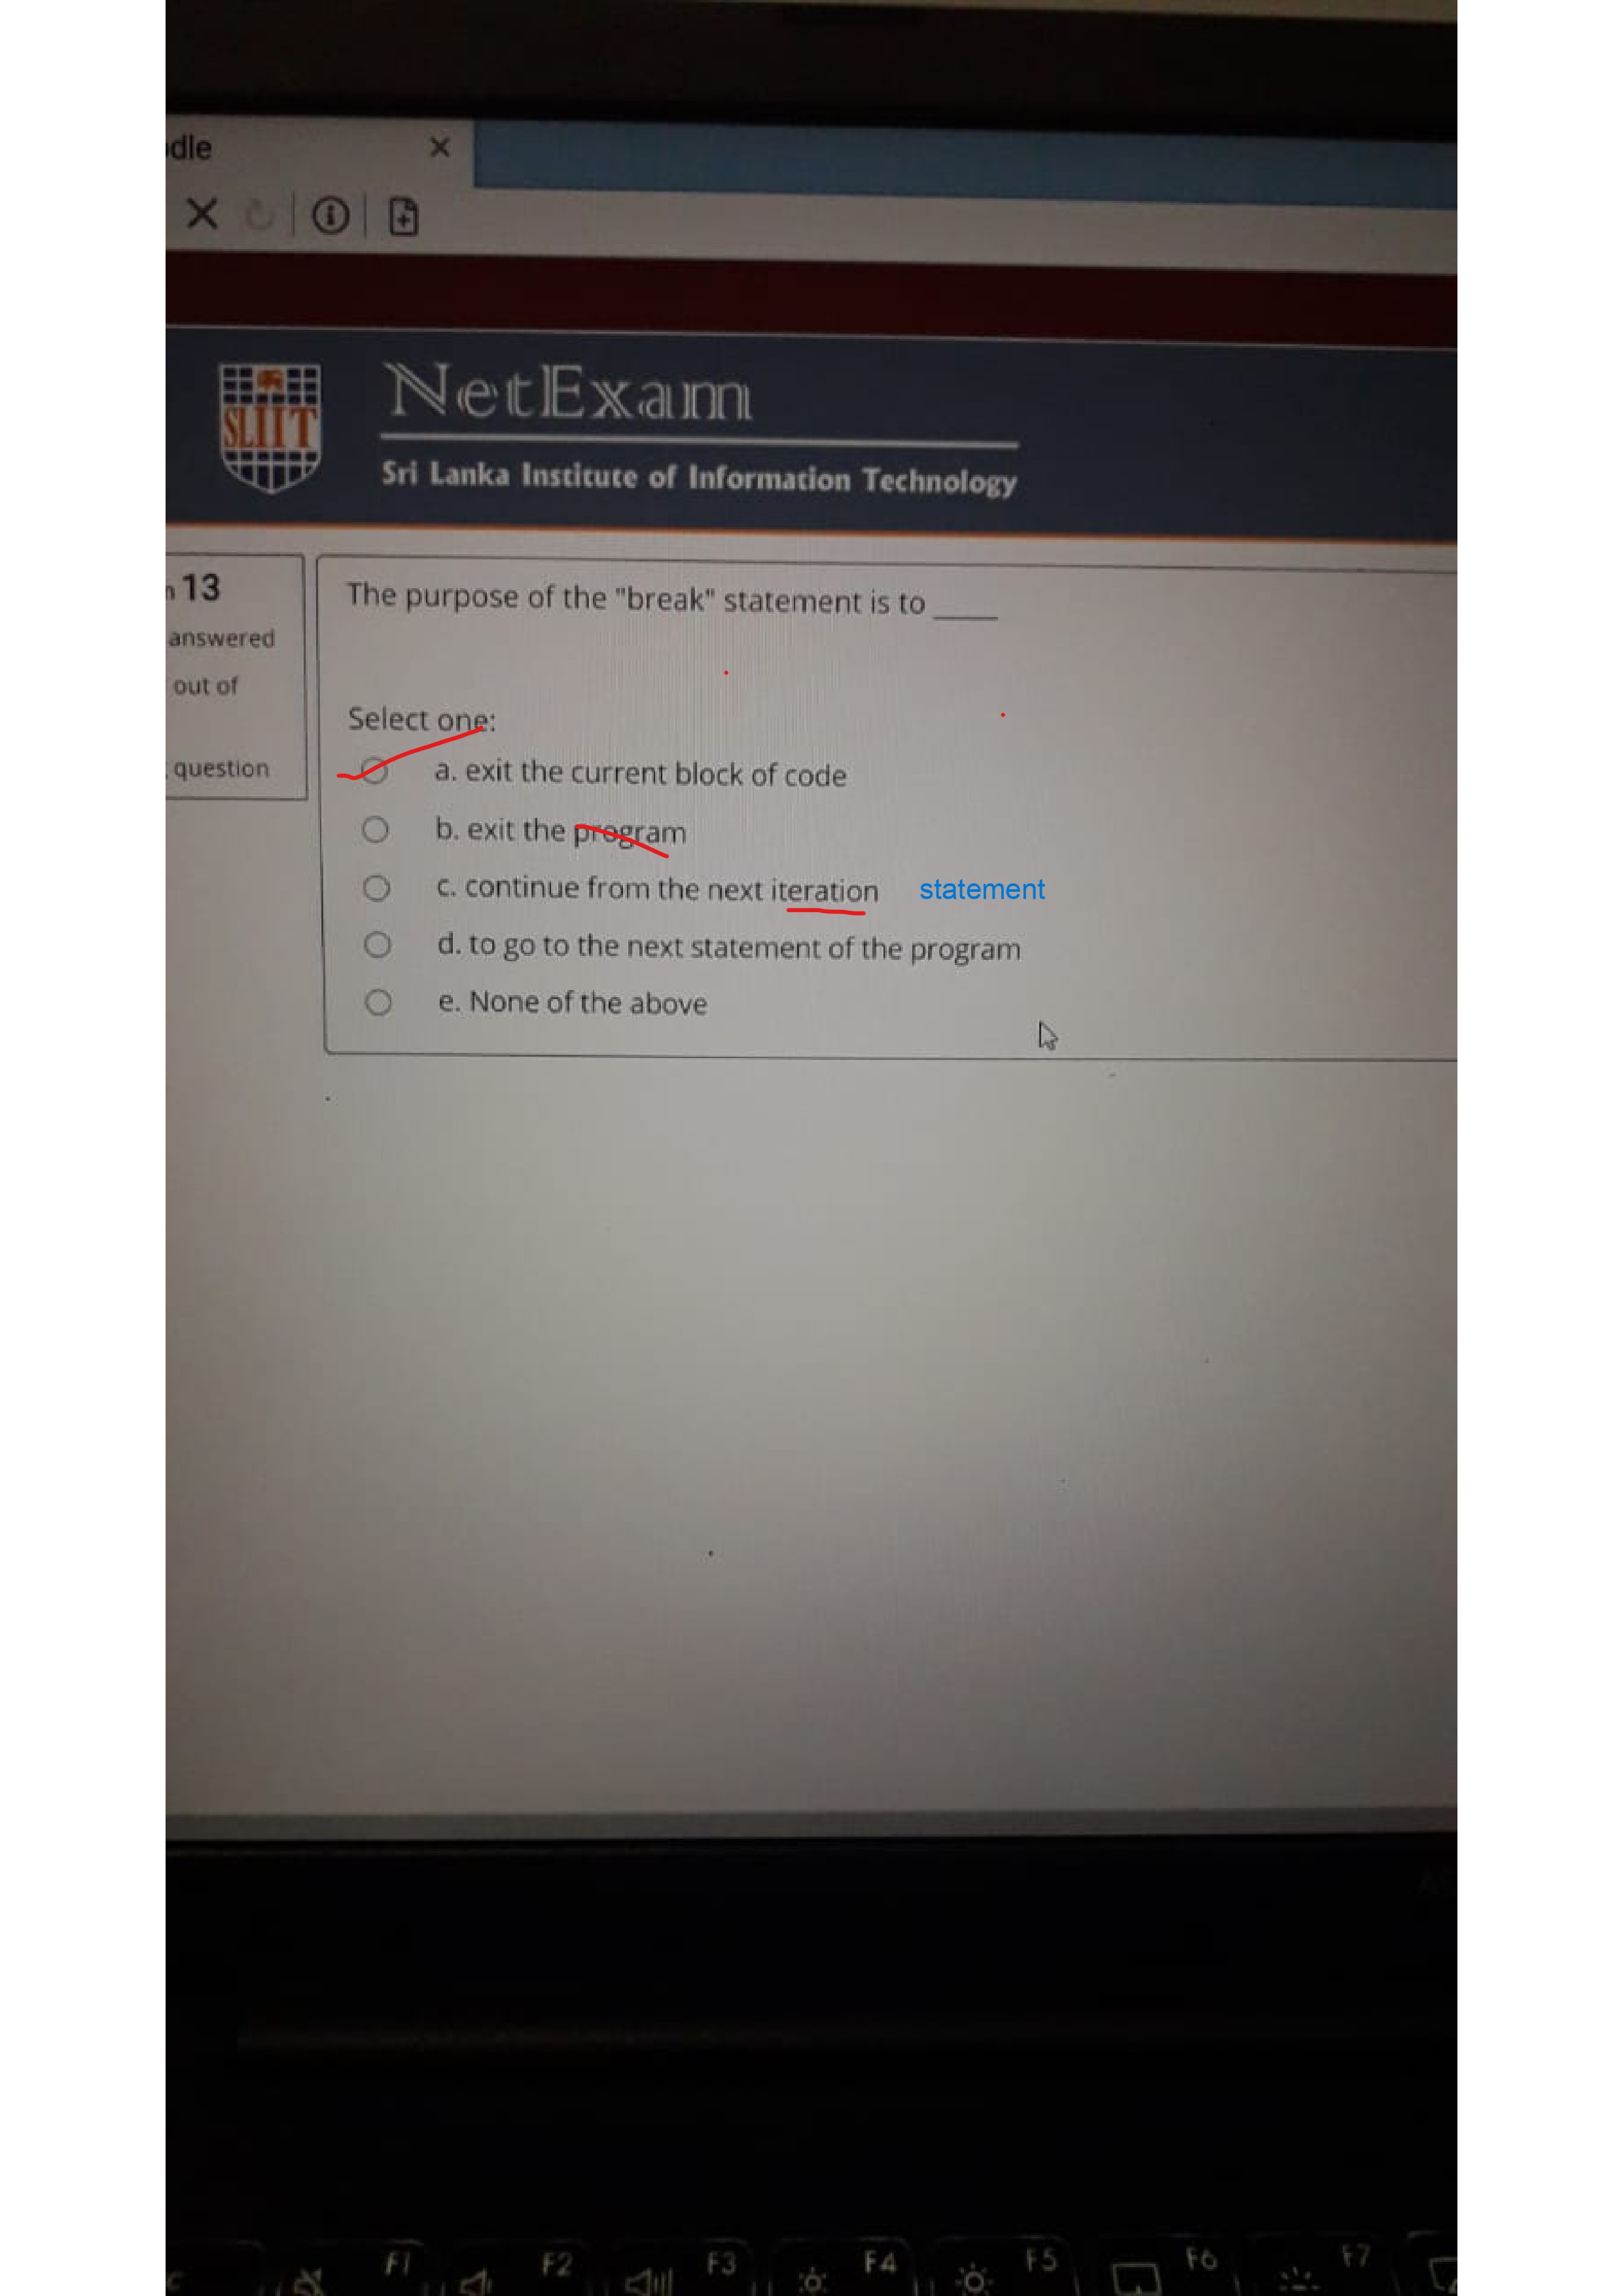 dle
NetExam
SLIIT
Sri Lanka Institute of Information Technology
13
answered
out of
question
The purpose of the "break" statement is to ____
Select one:
a. exit the current block of code
b. exit the program
c. continue from the next iteration statement
d. to go to the next statement of the program
e. None of the above
F1 F2 F3 F4 F5 F6 F7